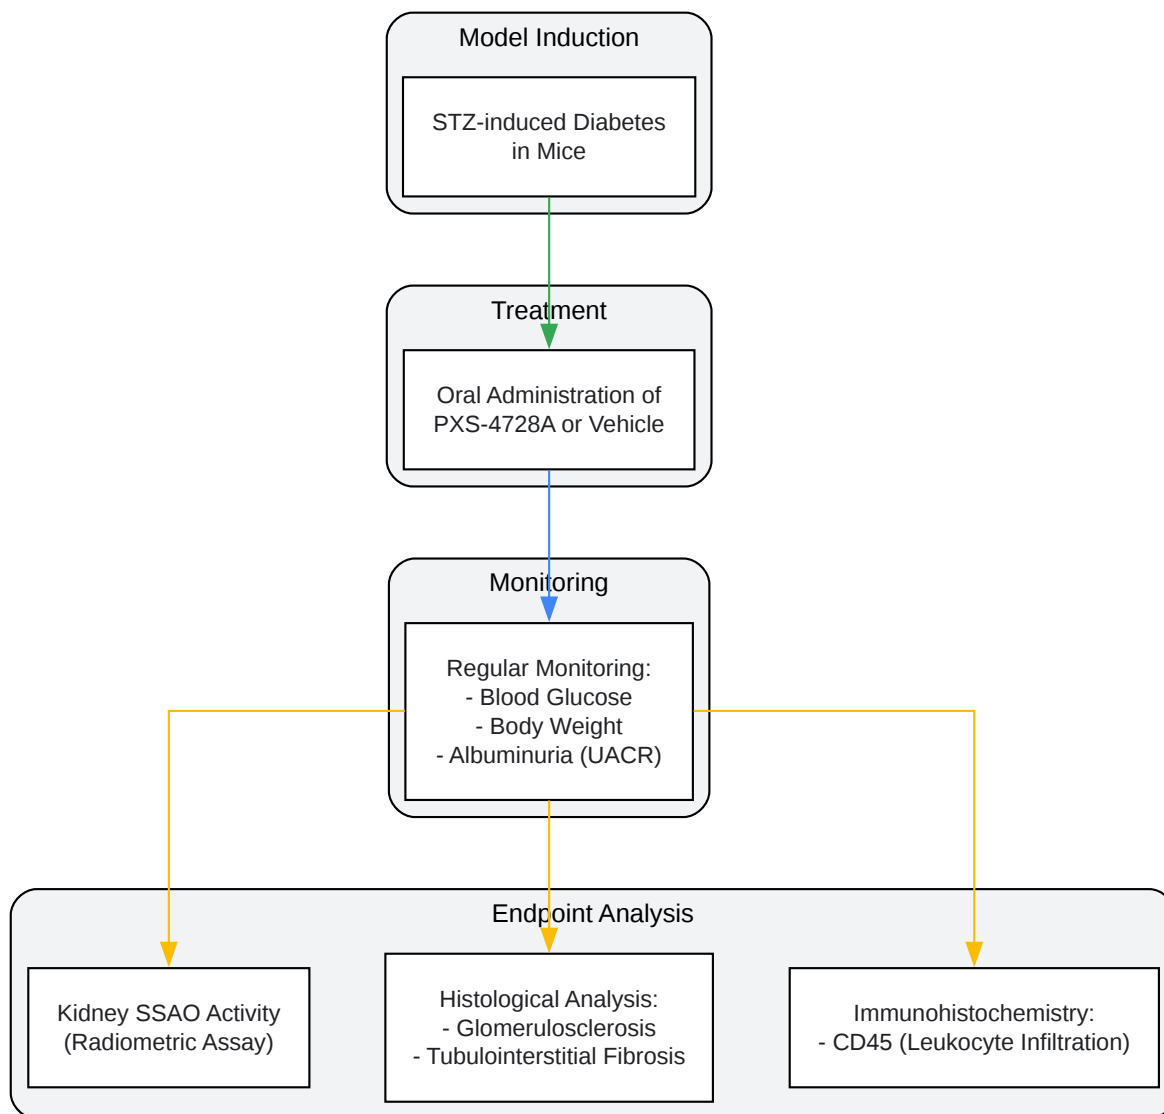 Model Induction
STZ-induced Diabetes
in Mice
Treatment
Oral Administration of
PXS-4728A or Vehicle
Monitoring
Regular Monitoring:
- Blood Glucose
- Body Weight
- Albuminuria (UACR)
Endpoint Analysis
Kidney SSAO Activity
(Radiometric Assay)
Histological Analysis:
- Glomerulosclerosis
- Tubulointerstitial Fibrosis
Immunohistochemistry:
- CD45 (Leukocyte Infiltration)